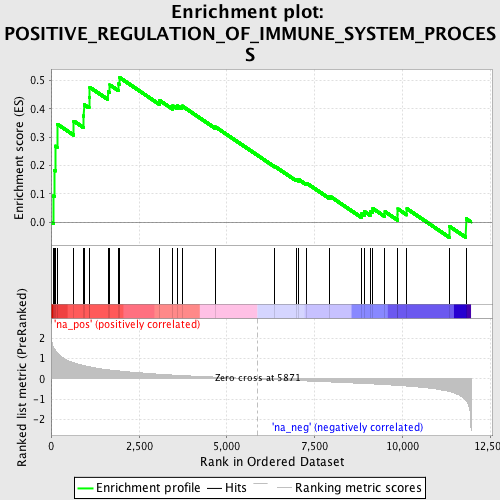 Enrichment plot:
POSITIVE_REGULATION_OF_IMMUNE_SYSTEM_PROCES
S
Enrichment score (ES)
0.5
0.4
0.3
0.2
0.1
0.0
'na_pos' (positively correlated)
Ranked list metric (PreRanked)
2
1
0
-1
-2
Zero cross at 5871
'na_neg' (negatively correlated)
0
2,500
5,000
7,500
10,000
12,500
Rank in Ordered Dataset
Enrichment profile
Hits
Ranking metric scores